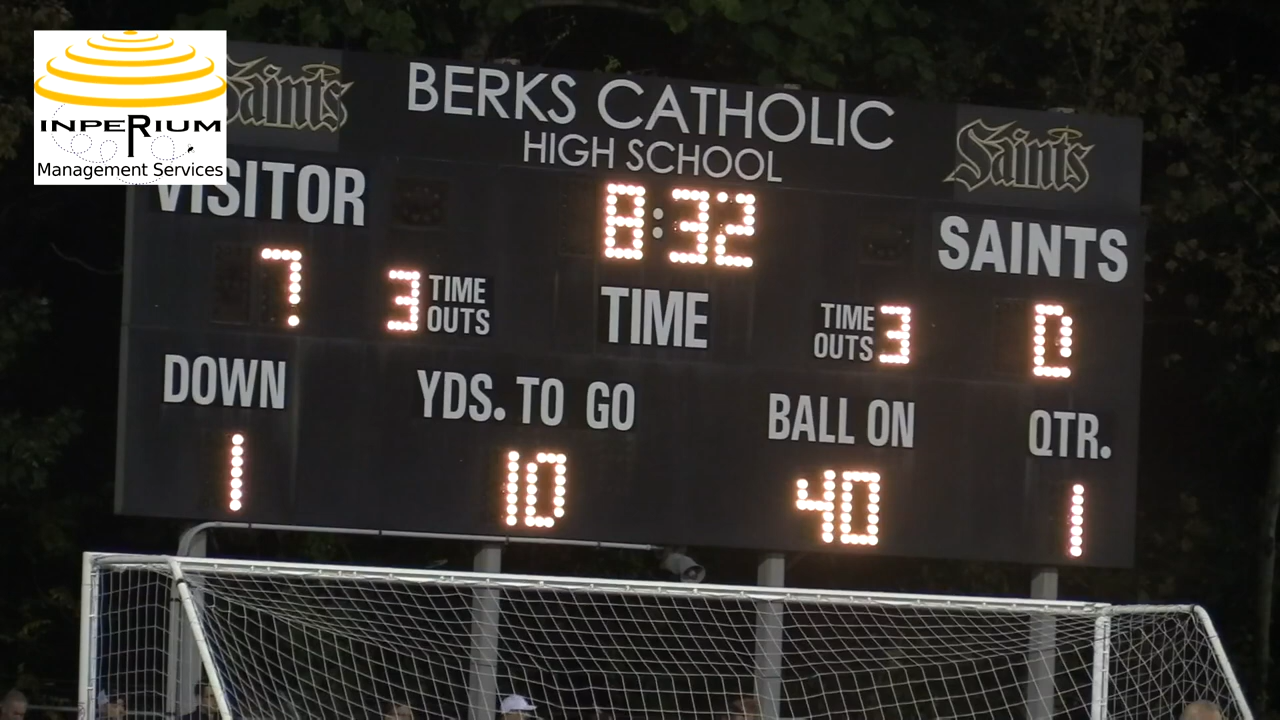 INPERIUM
Management Services
Saints
BERKS CATHOLIC
HIGH SCHOOL
Saints
VISITOR
8:32
SAINTS
7
3 TIME OUTS
TIME
TIME OUTS 3
0
DOWN
YDS. TO GO
BALL ON
QTR.
1
10
40
1